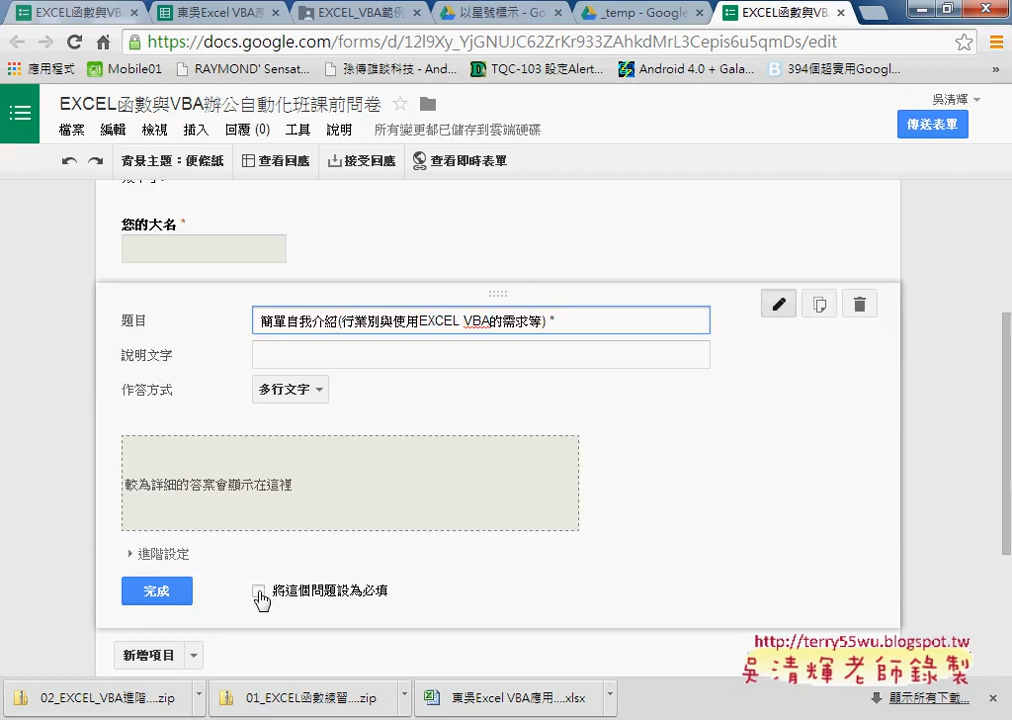 EXCEL函數與VB
東吳Excel VBA應
EXCEL_VBA範例
以星號標示 - Go
_temp - Google
EXCEL函數與VB
https://docs.google.com/forms/d/12l9Xy_YjGNUJC62ZrKr933ZAhkdMrL3Cepis6u5qmDs/edit
應用程式
Mobile01
RAYMOND' Sensat...
孫傳雄談科技 - And...
TQC-103 設定Alert...
Android 4.0 + Gala...
394個超實用Googl...
»
EXCEL函數與VBA辦公自動化班課前問卷
吳清輝
檔案 編輯 檢視 插入 回覆 (0) 工具 說明 所有變更都已儲存到雲端硬碟
傳送表單
背景主題：便條紙 查看回應 接受回應 查看即時表單
您的大名 *
題目 簡單自我介紹(行業別與使用EXCEL VBA的需求等) *
說明文字
作答方式 多行文字
較為詳細的答案會顯示在這裡
進階設定
完成 將這個問題設為必填
新增項目
http://terry55wu.blogspot.tw
吳清輝老師錄製
02_EXCEL_VBA進階....zip
01_EXCEL函數練習....zip
東吳Excel VBA應用....xlsx
顯示所有下載...